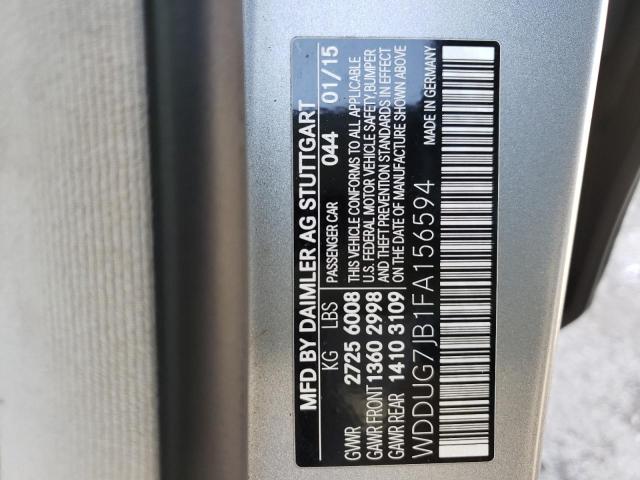 MFD BY DAIMLER AG STUTTGART
KG LBS PASSENGER CAR 044 01/15
GVWR 2725 6008 THIS VEHICLE CONFORMS TO ALL APPLICABLE
GAWR FRONT 1360 2998 U.S. FEDERAL MOTOR VEHICLE SAFETY, BUMPER
AND THEFT PREVENTION STANDARDS IN EFFECT
GAWR REAR 1410 3109 ON THE DATE OF MANUFACTURE SHOWN ABOVE
WDDUG7JB1FA156594 MADE IN GERMANY